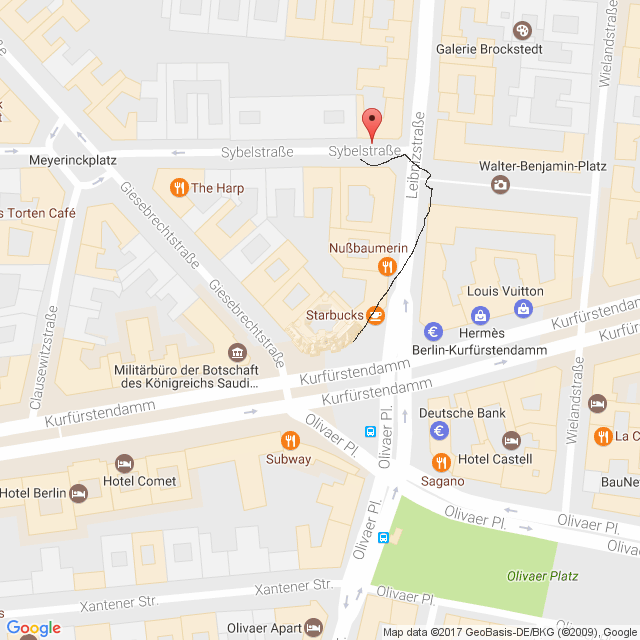 Galerie Brockstedt
Wielandstraße
Leibnizstraße
Sybelstraße
Sybelstraße
Meyerinckplatz
Walter-Benjamin-Platz
The Harp
Giesebrechtstraße
s Torten Café
Nußbaumerin
Louis Vuitton
Starbucks
Hermès
Berlin-Kurfürstendamm
Kurfürstendamm
Giesebrechtstraße
Clausewitzstraße
Militärbüro der Botschaft
des Königreichs Saudi...
Kurfürstendamm
Kurfürstendamm
Kurfürstendamm
Wielandstraße
Olivaer Pl.
Olivaer Pl.
Deutsche Bank
Subway
Hotel Castell
La C
Hotel Comet
Sagano
BauNet
Hotel Berlin
Olivaer Pl.
Olivaer Pl.
Olivaer Pl.
Olivaer Platz
Xantener Str.
Xantener Str.
Olivaer Pl.
Olivaer Apart
Google
Map data ©2017 GeoBasis-DE/BKG (©2009), Google